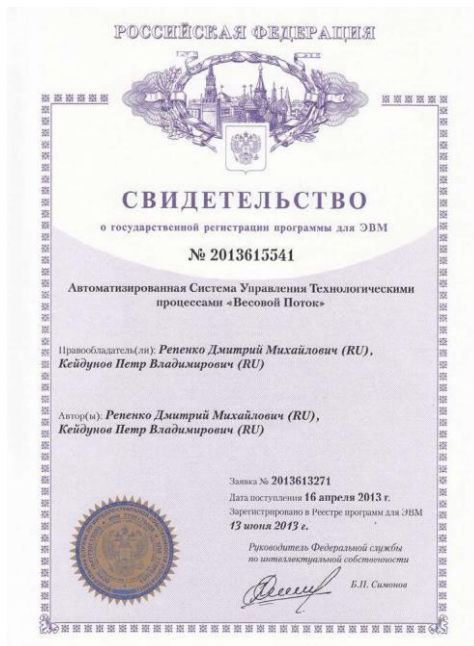 РОССИЙСКАЯ ФЕДЕРАЦИЯ
СВИДЕТЕЛЬСТВО
о государственной регистрации программы для ЭВМ
№ 2013615541
Автоматизированная Система Управления Технологическими
процессами «Весовой Поток»
Правообладатель(ли): Репенко Дмитрий Михайлович (RU),
Кейдунов Петр Владимирович (RU)
Автор(ы): Репенко Дмитрий Михайлович (RU),
Кейдунов Петр Владимирович (RU)
Заявка № 2013613271
Дата поступления 16 апреля 2013 г.
Зарегистрировано в Реестре программ для ЭВМ
13 июня 2013 г.
Руководитель Федеральной службы
по интеллектуальной собственности
Б.П. Симонов